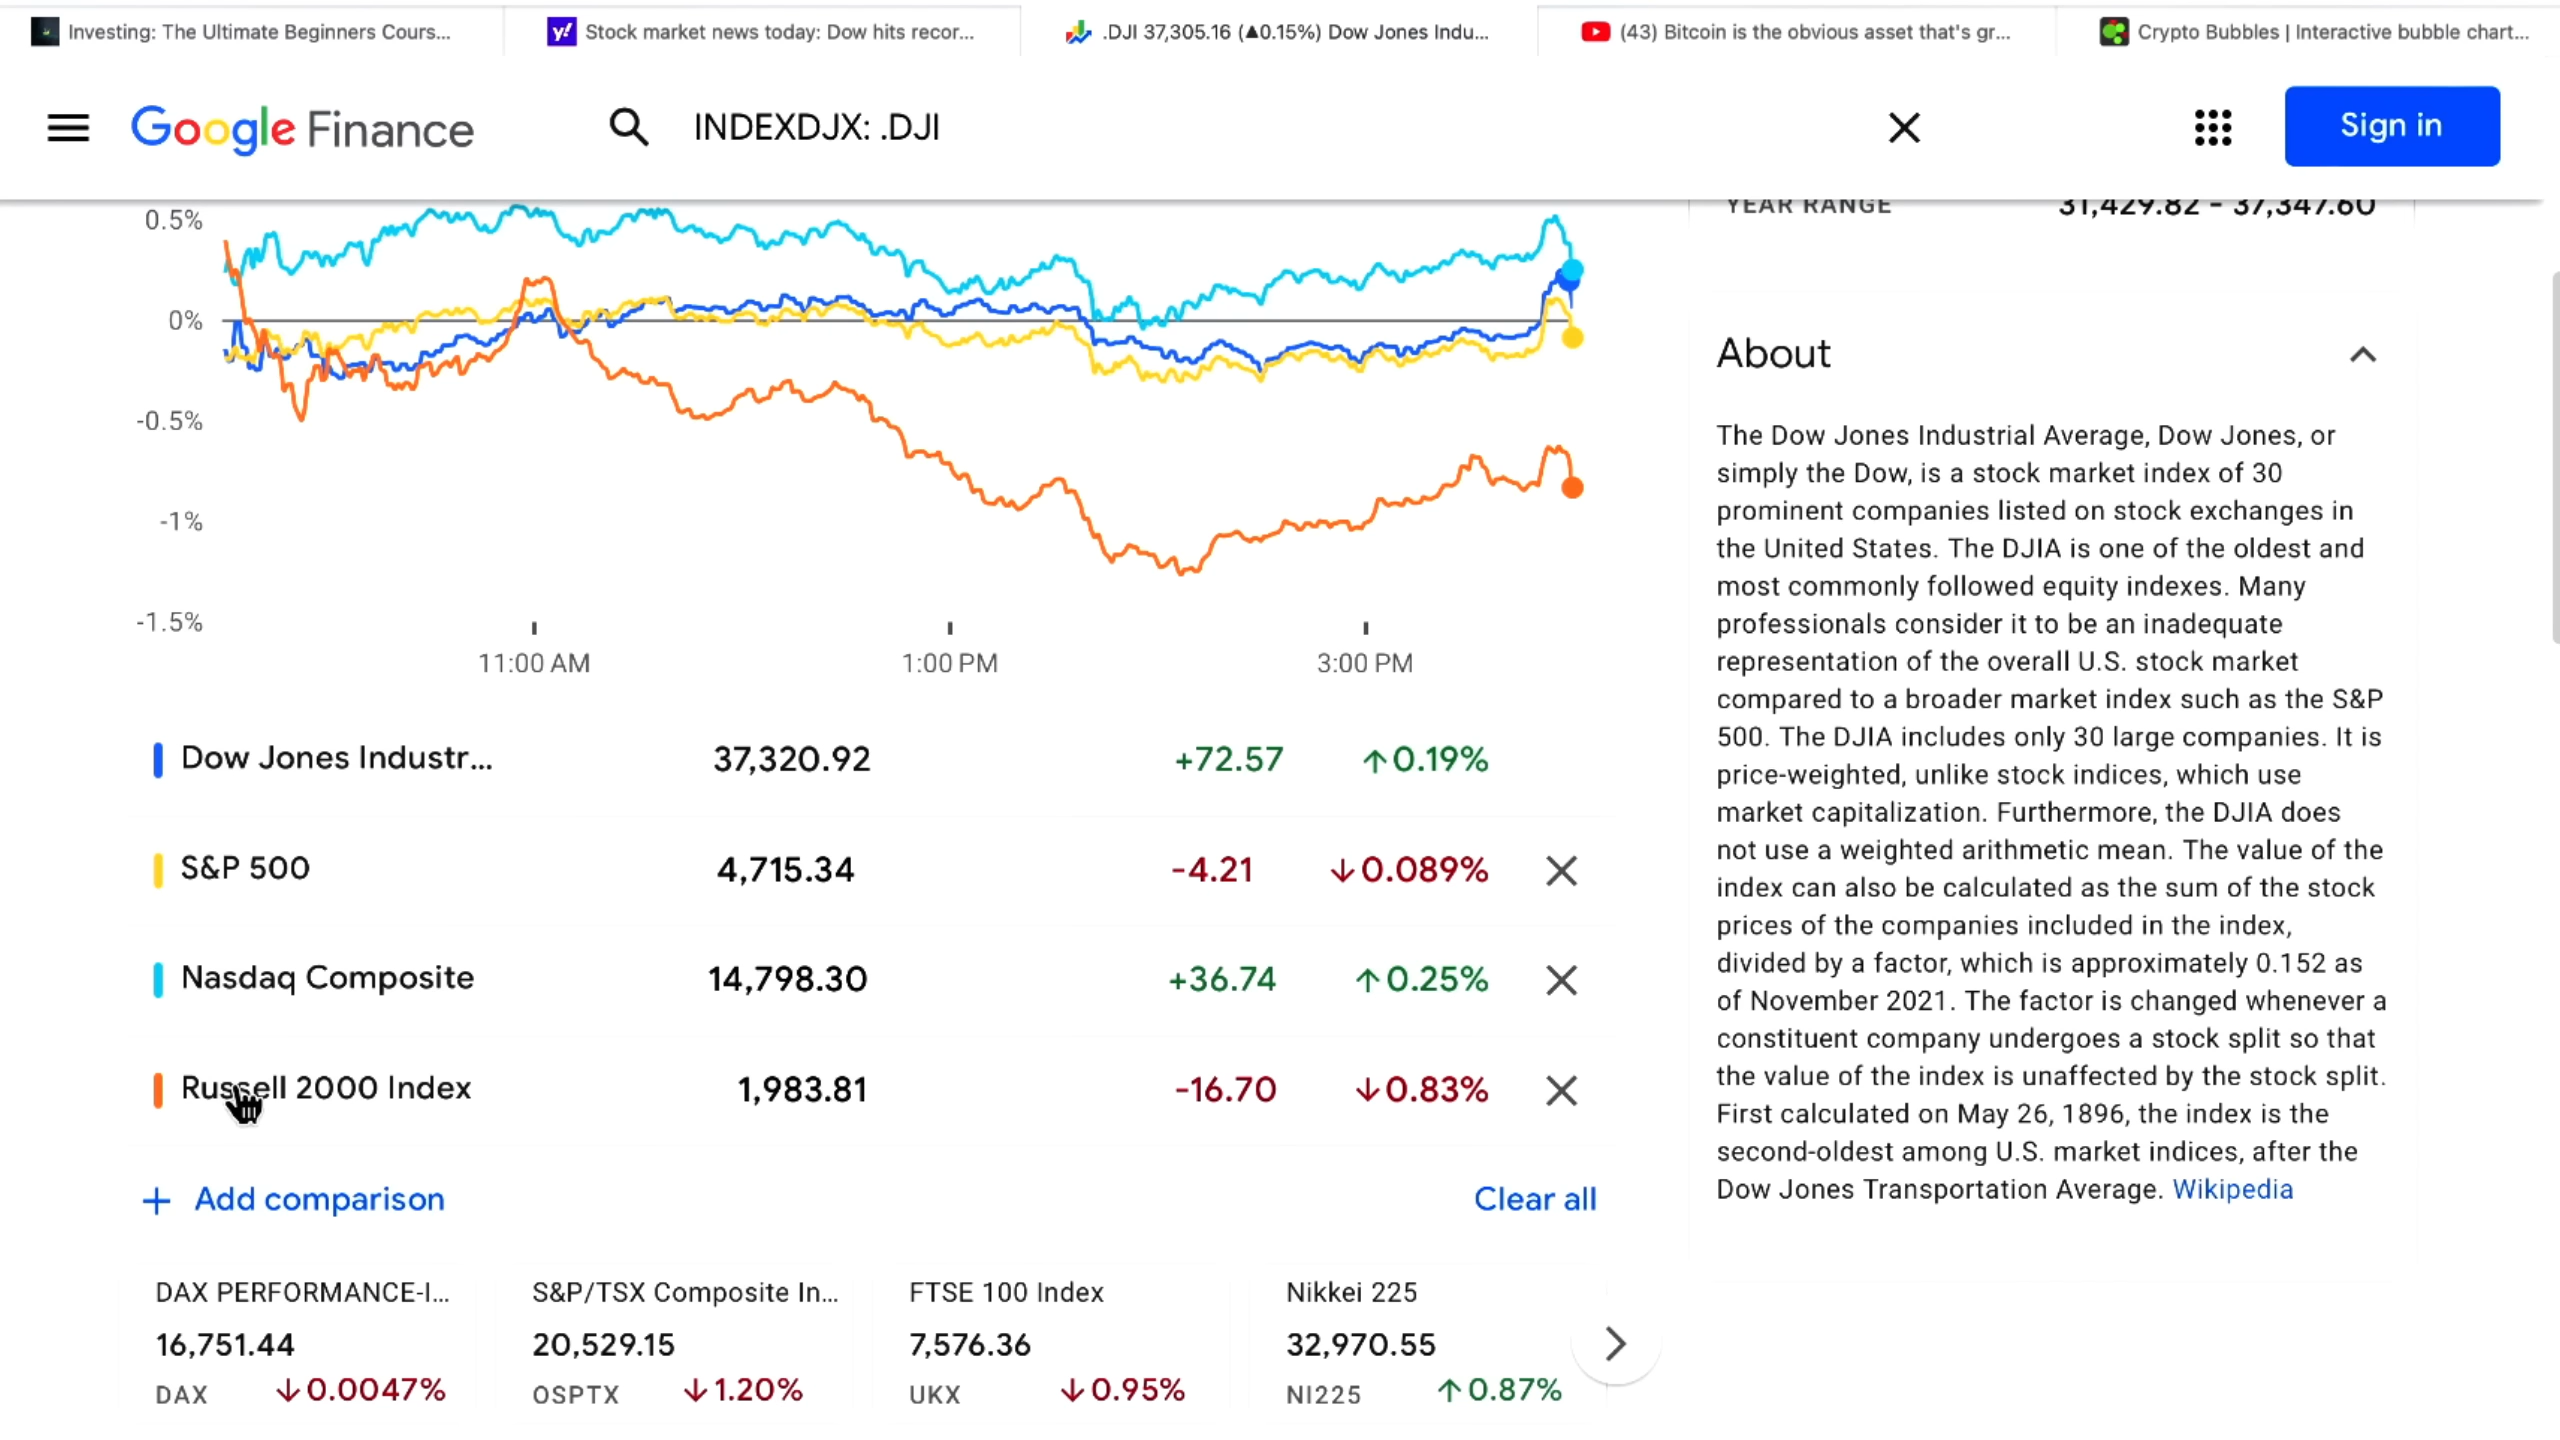 Investing: The Ultimate Beginners Cours...
Stock market news today: Dow hits recor...
.DJI 37,305.16 (▲0.15%) Dow Jones Indu...
(43) Bitcoin is the obvious asset that's gr...
Crypto Bubbles | Interactive bubble chart...
Google Finance
INDEXDJX: .DJI
Sign in
0.5%
0%
-0.5%
-1%
-1.5%
11:00 AM
1:00 PM
3:00 PM
Dow Jones Industr... 37,320.92 +72.57 ↑0.19%
S&P 500 4,715.34 -4.21 ↓0.089%
Nasdaq Composite 14,798.30 +36.74 ↑0.25%
Russell 2000 Index 1,983.81 -16.70 ↓0.83%
+ Add comparison
Clear all
DAX PERFORMANCE-I...
16,751.44
DAX ↓0.0047%
S&P/TSX Composite In...
20,529.15
OSPTX ↓1.20%
FTSE 100 Index
7,576.36
UKX ↓0.95%
Nikkei 225
32,970.55
NI225 ↑0.87%
YEAR RANGE 31,429.82 - 37,347.60
About
The Dow Jones Industrial Average, Dow Jones, or
simply the Dow, is a stock market index of 30
prominent companies listed on stock exchanges in
the United States. The DJIA is one of the oldest and
most commonly followed equity indexes. Many
professionals consider it to be an inadequate
representation of the overall U.S. stock market
compared to a broader market index such as the S&P
500. The DJIA includes only 30 large companies. It is
price-weighted, unlike stock indices, which use
market capitalization. Furthermore, the DJIA does
not use a weighted arithmetic mean. The value of the
index can also be calculated as the sum of the stock
prices of the companies included in the index,
divided by a factor, which is approximately 0.152 as
of November 2021. The factor is changed whenever a
constituent company undergoes a stock split so that
the value of the index is unaffected by the stock split.
First calculated on May 26, 1896, the index is the
second-oldest among U.S. market indices, after the
Dow Jones Transportation Average. Wikipedia